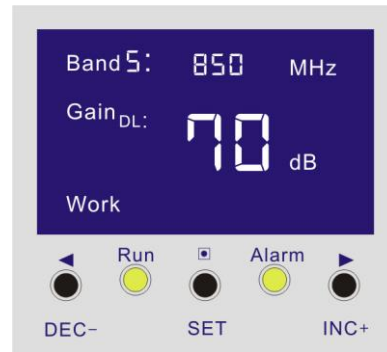 Band 5: 850 MHz
Gain DL: 70 dB
Work
Run Alarm
DEC- SET INC+